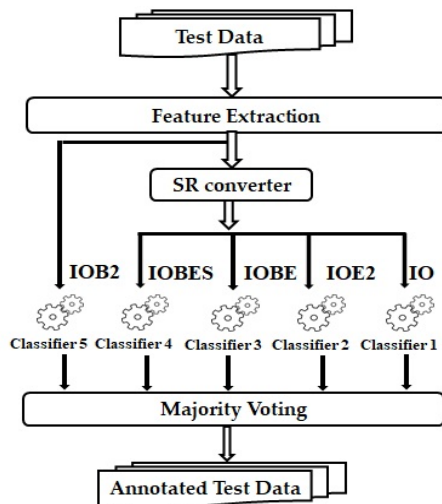 Test Data
Feature Extraction
SR converter
IOB2 IOBES IOBE IOE2 IO
Classifier 5 Classifier 4 Classifier 3 Classifier 2 Classifier 1
Majority Voting
Annotated Test Data